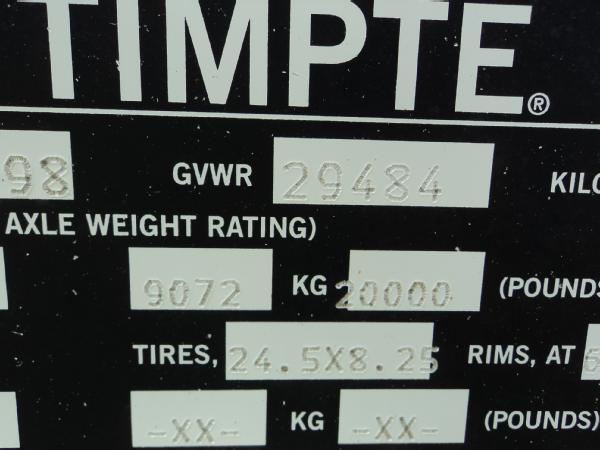 TIMPTE®
98 GVWR 29484
AXLE WEIGHT RATING)
9072 KG 20000 (POUNDS
TIRES, 24.5X8.25 RIMS, AT
-XX- KG -XX- (POUNDS)